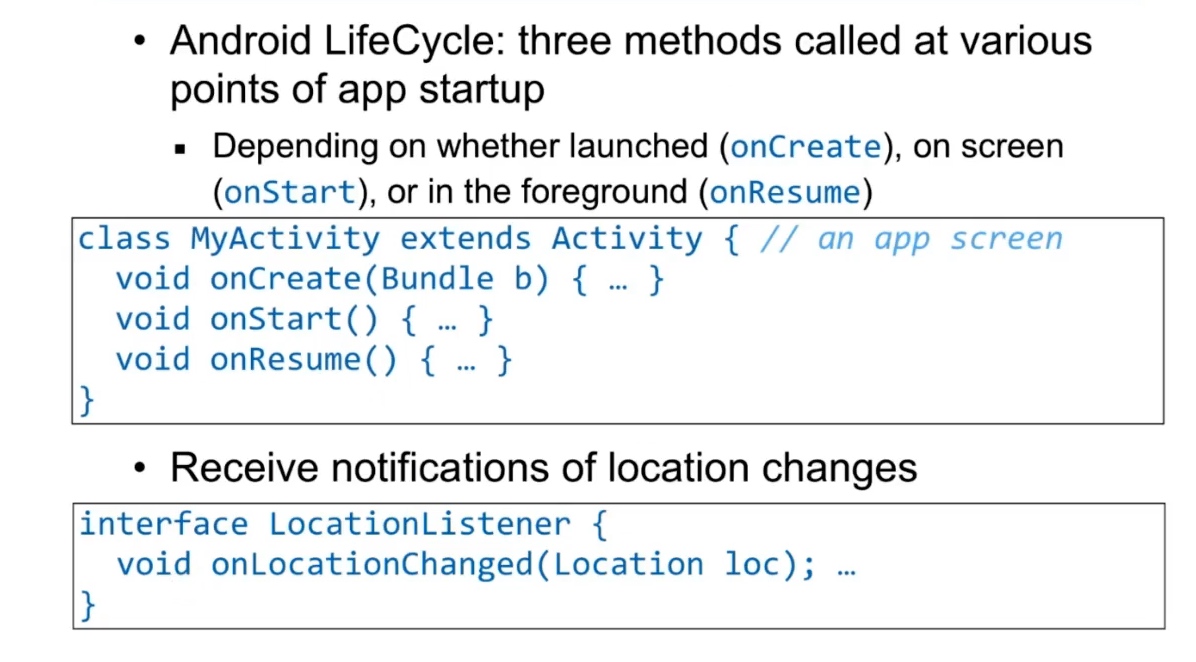 • Android LifeCycle: three methods called at various
points of app startup
▪ Depending on whether launched (onCreate), on screen
(onStart), or in the foreground (onResume)
class MyActivity extends Activity { // an app screen
  void onCreate(Bundle b) { … }
  void onStart() { … }
  void onResume() { … }
}
• Receive notifications of location changes
interface LocationListener {
  void onLocationChanged(Location loc); …
}